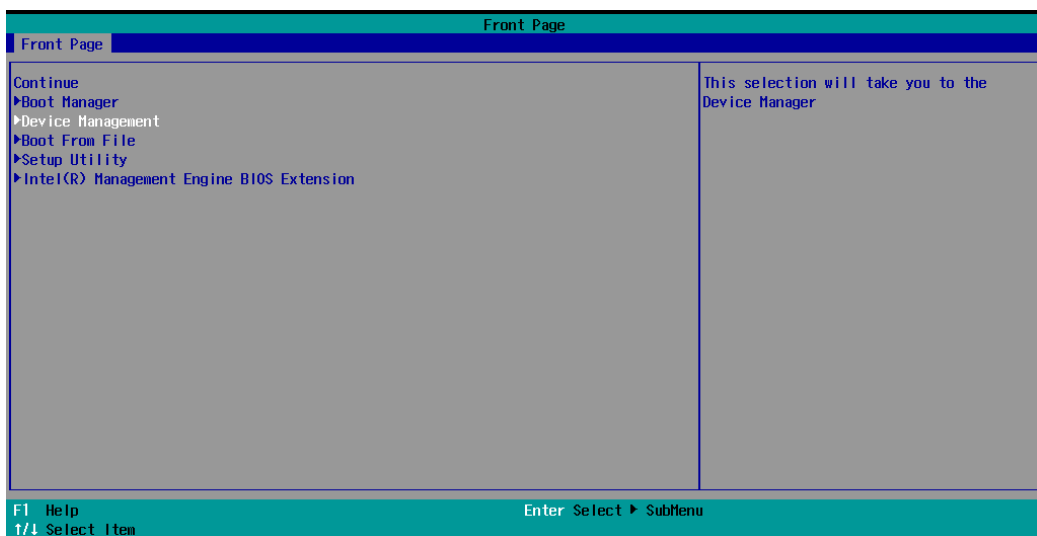 Front Page
Front Page
Continue
▶Boot Manager
▶Device Management
▶Boot From File
▶Setup Utility
▶Intel(R) Management Engine BIOS Extension
This selection will take you to the
Device Manager
F1 Help
Enter Select ▶ SubMenu
↑/↓ Select Item